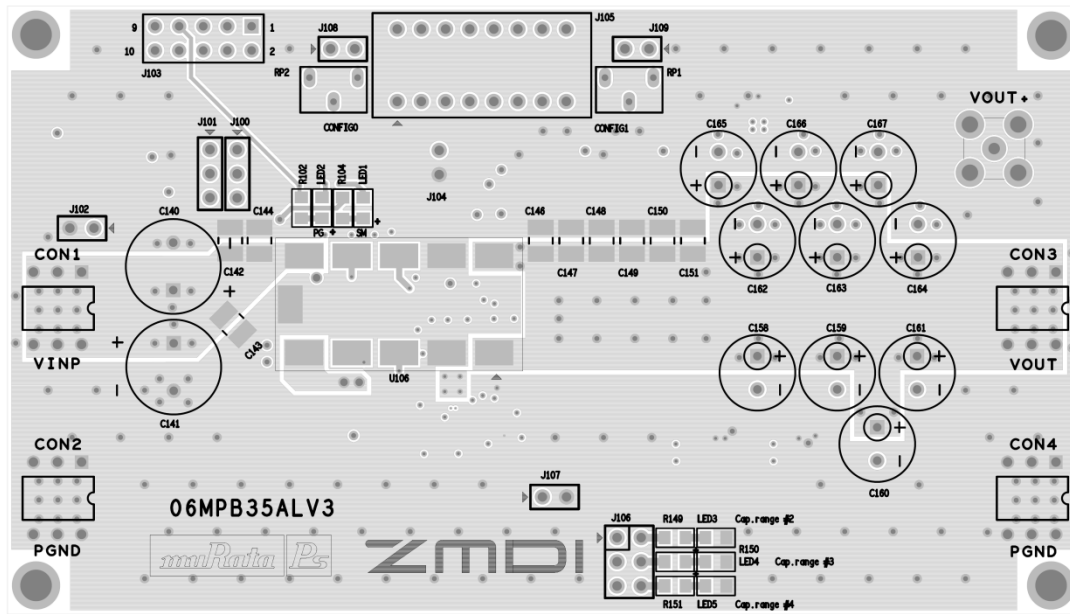 9 1
10 2
J103
J108
RP2
CONFIG0
J105
J109
RP1
CONFIG1
VOUT+
J101 J100
R102 LED2 R104 LED1
J104
PG + SM +
J102
C140
C144
C142
C143
C146 C148 C150
C147 C149 C151
C165 C166 C167
C162 C163 C164
CON1
VINP
CON3
VOUT
U106
C141
C158 C159 C161
C160
CON2
PGND
CON4
PGND
J107
06MPB35ALV3
muRata Ps
ZMDI
J106
R149 LED3 Cap.range #2
R150
LED4 Cap.range #3
R151 LED5 Cap.range #4